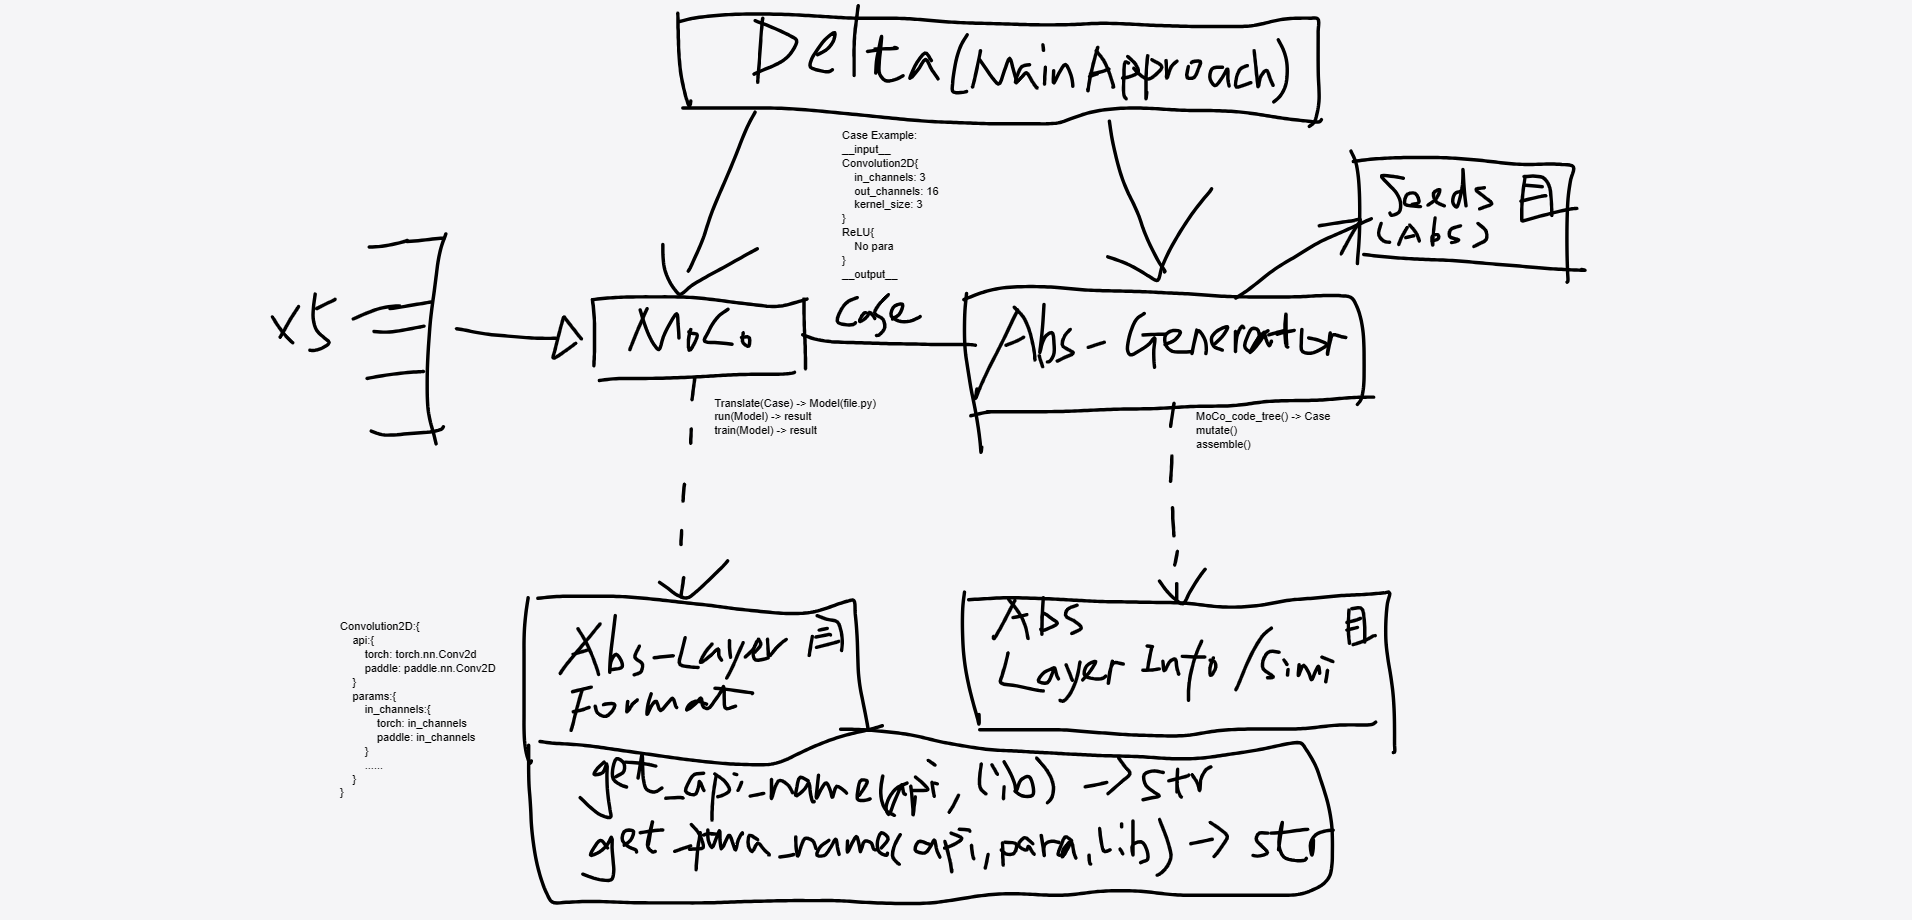 Delta(MainApproach)
Case Example:
__input__
Convolution2D{
in_channels: 3
out_channels: 16
kernel_size: 3
}
ReLU{
No para
}
__output__
Seeds
(Abs)
x5
MoCo
Case
Abs-Generator
Translate(Case) -> Model(file.py)
run(Model) -> result
train(Model) -> result
MoCo_code_tree() -> Case
mutate()
assemble()
Convolution2D:{
api:{
torch: torch.nn.Conv2d
paddle: paddle.nn.Conv2D
}
params:{
in_channels:{
torch: in_channels
paddle: in_channels
}
......
}
}
Abs-Layer
Format
Abs
Layer Info/Simi
get_api_name(api, lib) ->str
get_para_name(api,para,lib) -> str